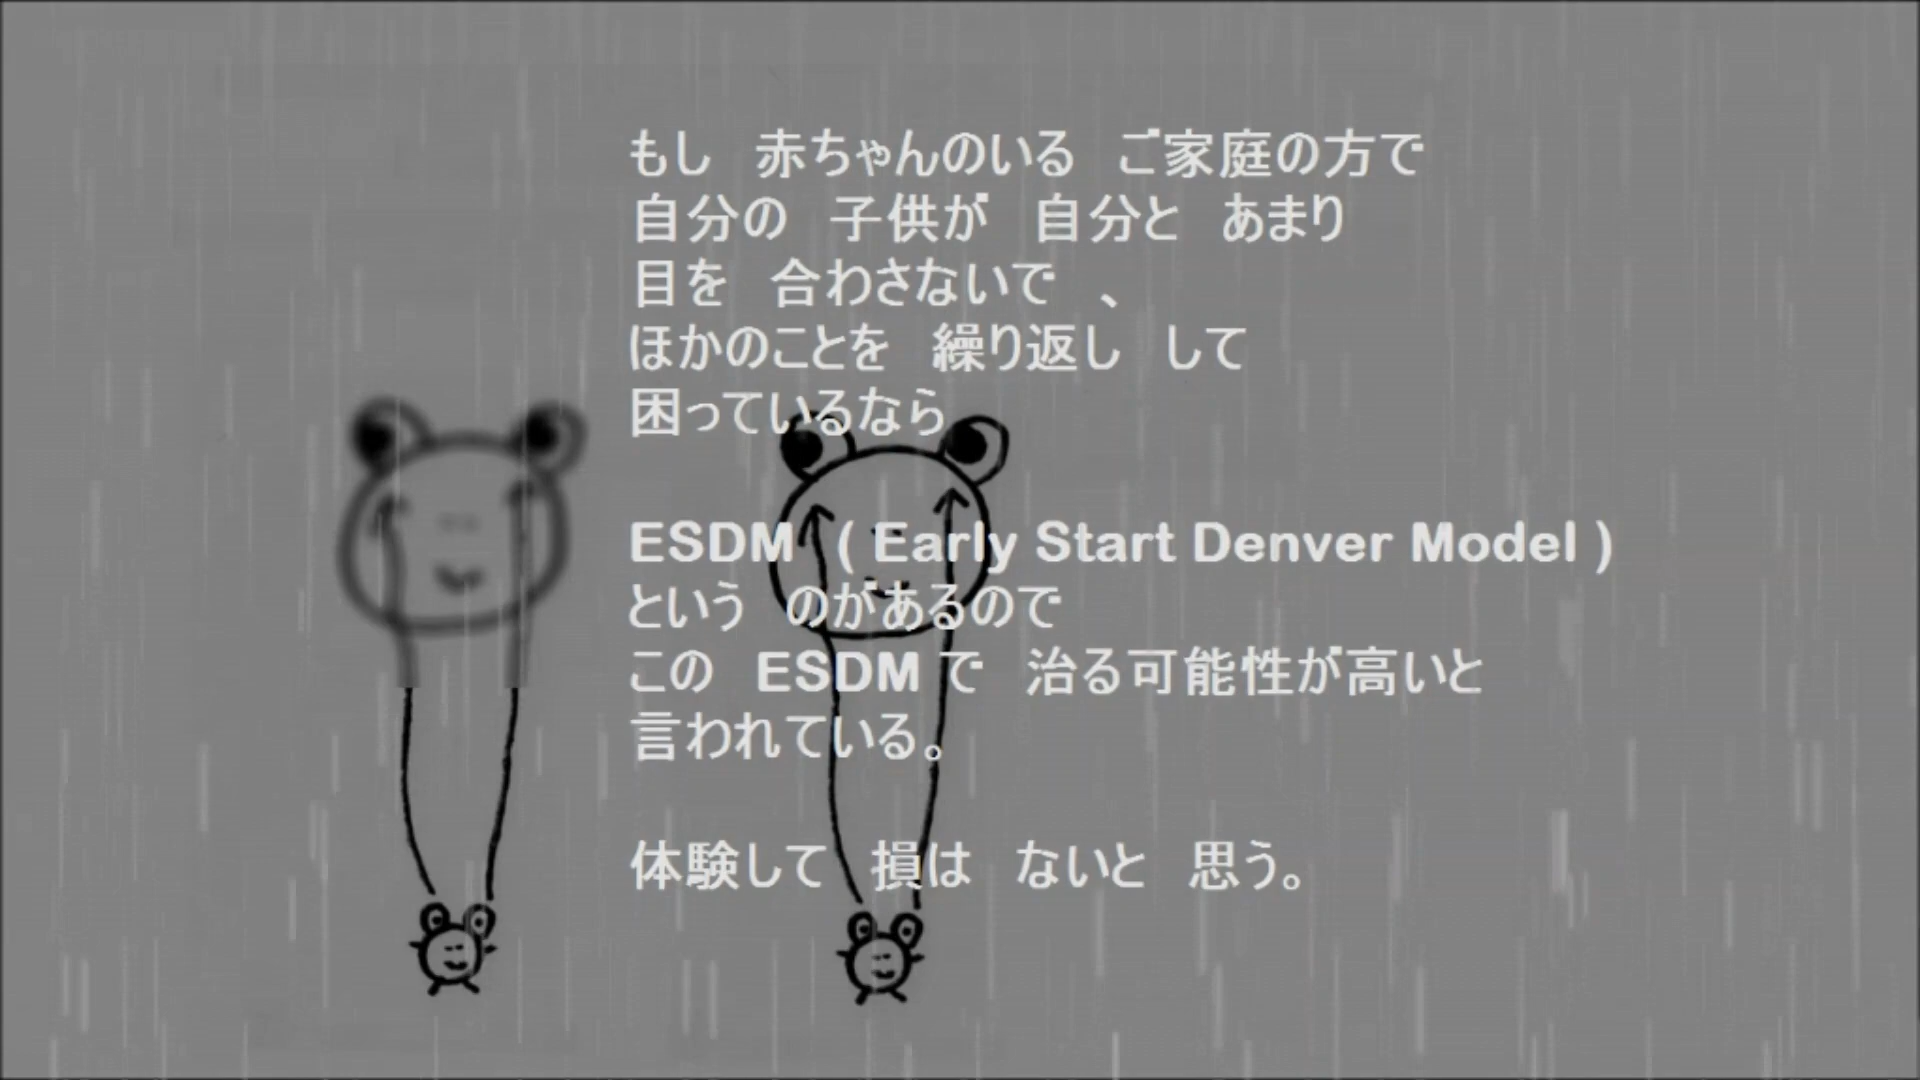 もし　赤ちゃんのいる　ご家庭の方で
自分の　子供が　自分と　あまり
目を　合わさないで　、
ほかのことを　繰り返し　して
困っているなら
ESDM　( Early Start Denver Model )
という　のがあるので
この　ESDM で　治る可能性が高いと
言われている。
体験して　損は　ないと　思う。